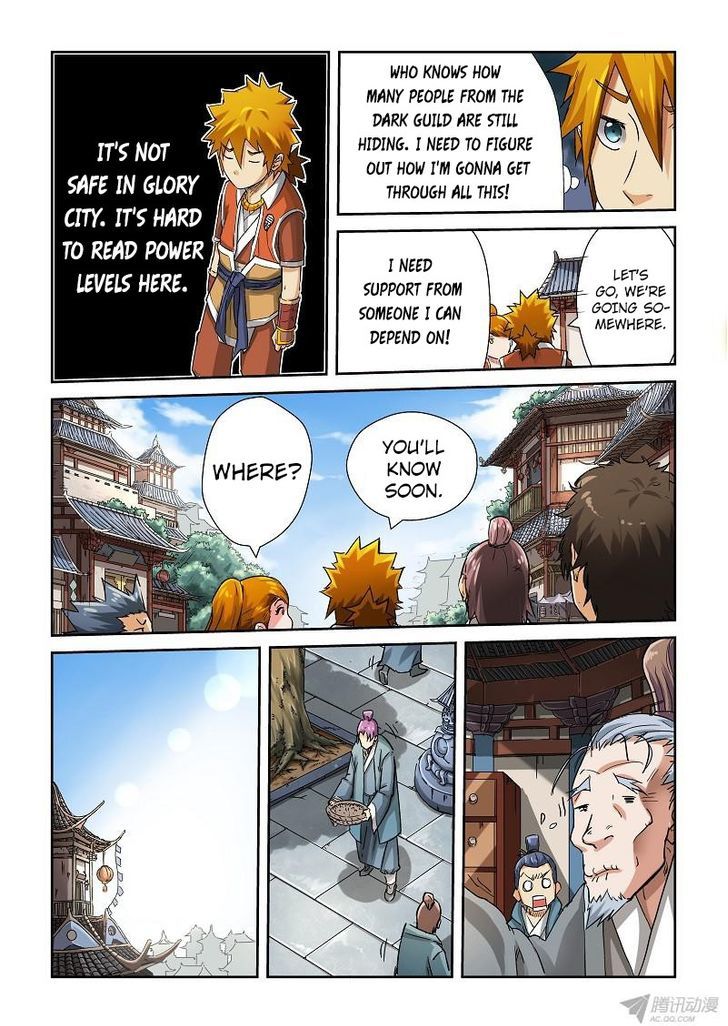 IT'S NOT
SAFE IN GLORY
CITY. IT'S HARD
TO READ POWER
LEVELS HERE.
WHO KNOWS HOW
MANY PEOPLE FROM THE
DARK GUILD ARE STILL
HIDING. I NEED TO FIGURE
OUT HOW I'M GONNA GET
THROUGH ALL THIS!
I NEED
SUPPORT FROM
SOMEONE I CAN
DEPEND ON!
LET'S
GO, WE'RE
GOING SO-
MEWHERE.
WHERE?
YOU'LL
KNOW
SOON.
腾讯动漫
AC.QQ.COM